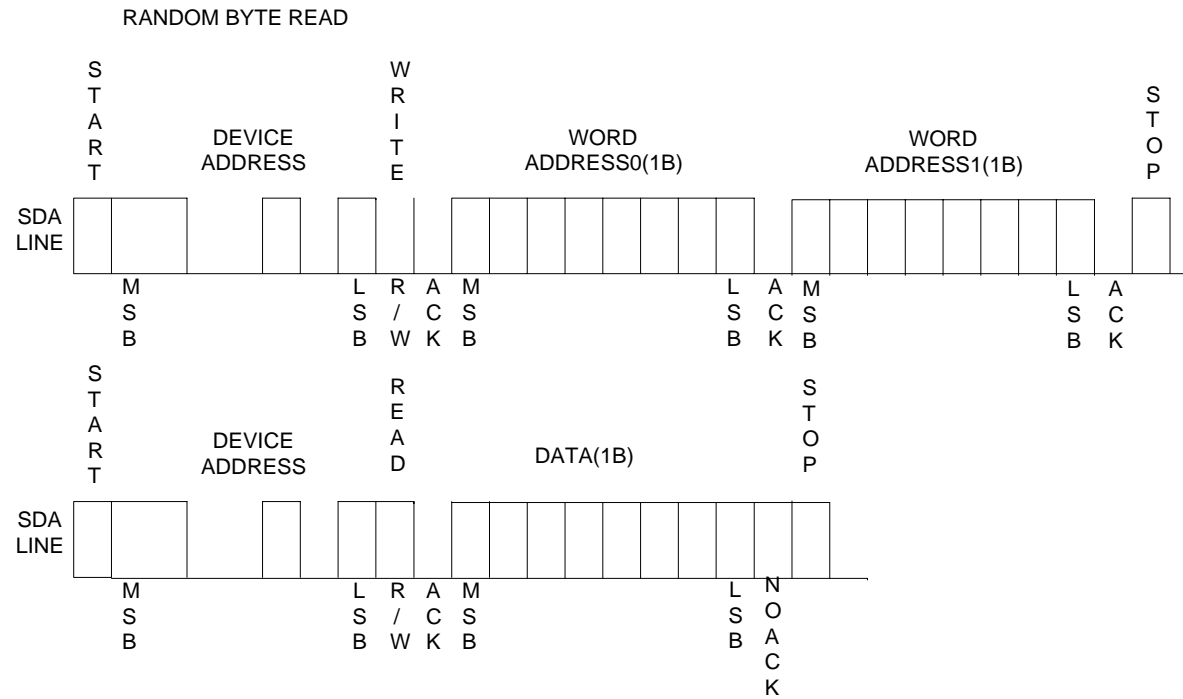 RANDOM BYTE READ
START
DEVICE
ADDRESS
WRITE
WORD
ADDRESS0(1B)
WORD
ADDRESS1(1B)
STOP
SDA
LINE
MSB
LSB
R/W
ACK
MSB
LSB
ACK
MSB
LSB
ACK
START
DEVICE
ADDRESS
READ
DATA(1B)
STOP
SDA
LINE
MSB
LSB
R/W
ACK
MSB
LSB
NOACK